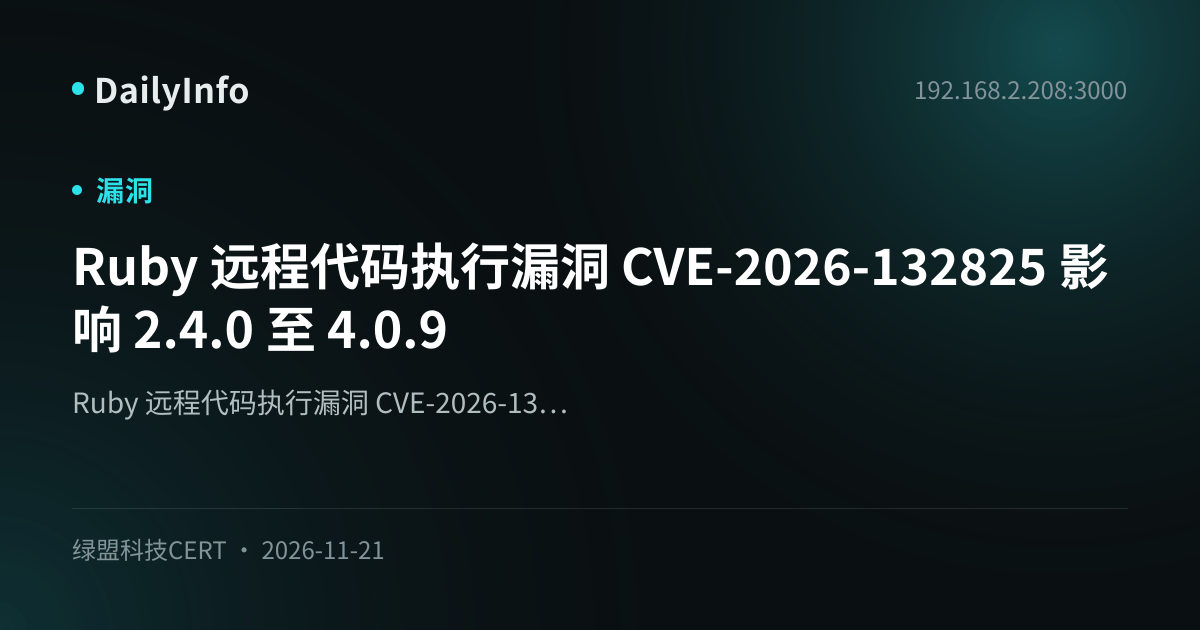 DailyInfo
192.168.2.208:3000
漏洞
Ruby 远程代码执行漏洞 CVE-2026-132825 影
响 2.4.0 至 4.0.9
Ruby 远程代码执行漏洞 CVE-2026-13…
绿盟科技CERT · 2026-11-21